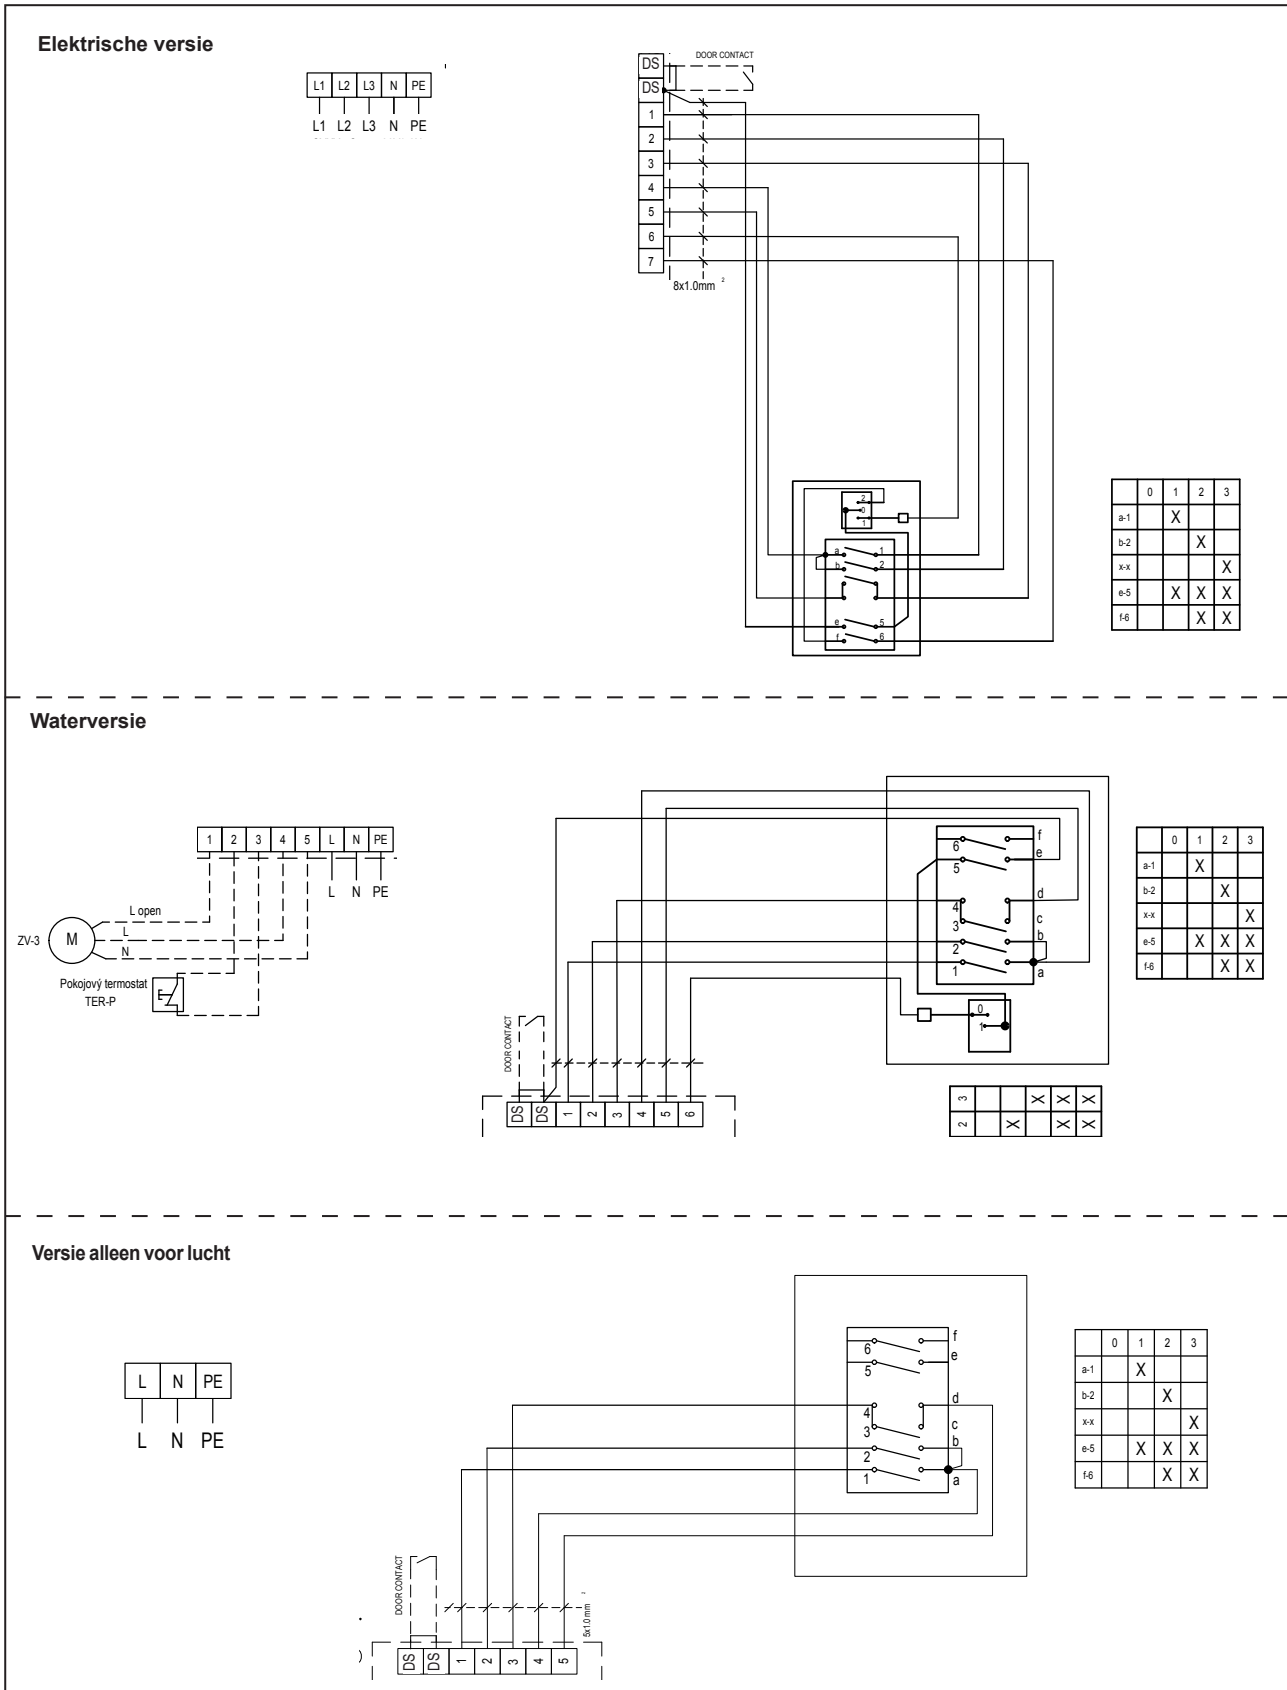 Elektrische versie
L1 L2 L3 N PE
L1 L2 L3 N PE
DOOR CONTACT
DS
DS
1
2
3
4
5
6
7
8x1.0mm 2
2
0
1
a 1
b 2
e 5
f 6
0 1 2 3
a-1 X
b-2 X
x-x X
e-5 X X X
f-6 X X
Waterversie
1 2 3 4 5 L N PE
L N PE
L open
L
N
ZV-3
M
Pokojový termostat
TER-P
6 f
5 e
4 d
3 c
2 b
1 a
0
1
DOOR CONTACT
DS DS 1 2 3 4 5 6
0 1 2 3
a-1 X
b-2 X
x-x X
e-5 X X X
f-6 X X
3 X X X
2 X X X
Versie alleen voor lucht
L N PE
L N PE
6 f
5 e
4 d
3 c
2 b
1 a
DOOR CONTACT
5x1.0 mm 2
)
DS DS 1 2 3 4 5
0 1 2 3
a-1 X
b-2 X
x-x X
e-5 X X X
f-6 X X